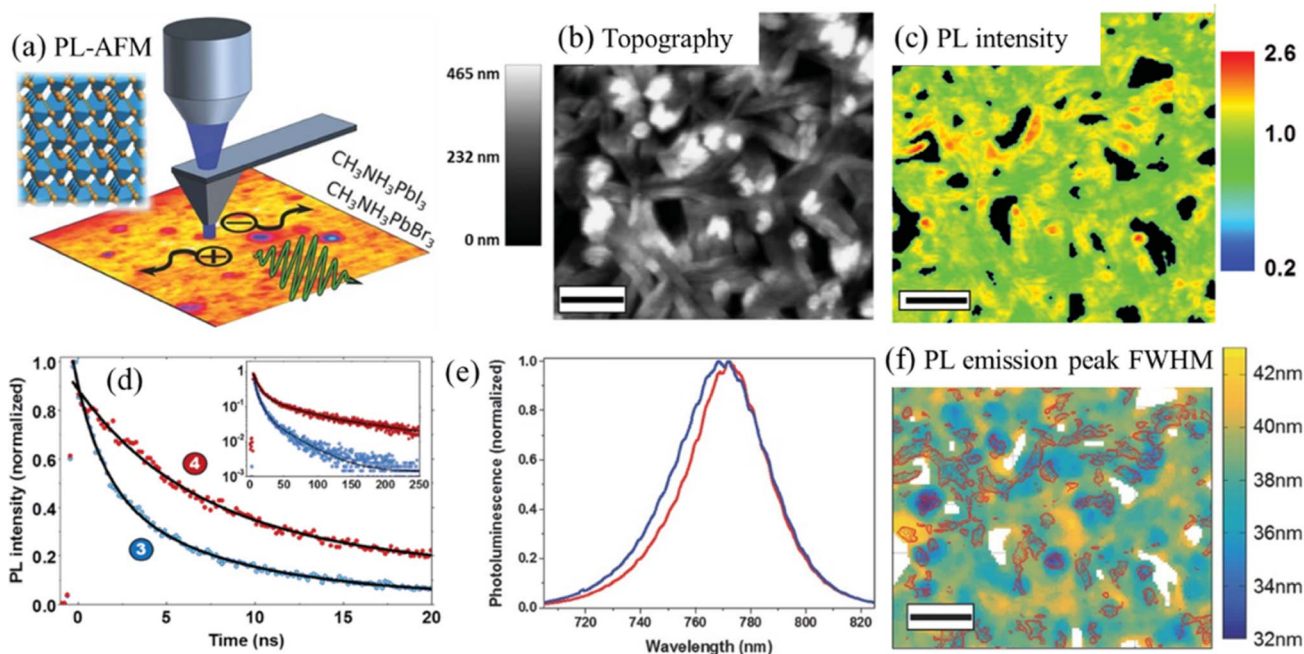 (a) PL-AFM
CH₃NH₃PbI₃
CH₃NH₃PbBr₃
(b) Topography
465 nm
232 nm
0 nm
(c) PL intensity
2.6
1.0
0.2
(d)
PL intensity (normalized)
1.0
0.8
0.6
0.4
0.2
0.0
0
5
10
15
20
Time (ns)
4
3
1
10⁻¹
10⁻²
10⁻³
0
50
100
150
200
250
(e)
Photoluminescence (normalized)
1.0
0.8
0.6
0.4
0.2
0.0
720
740
760
780
800
820
Wavelength (nm)
(f) PL emission peak FWHM
42nm
40nm
38nm
36nm
34nm
32nm